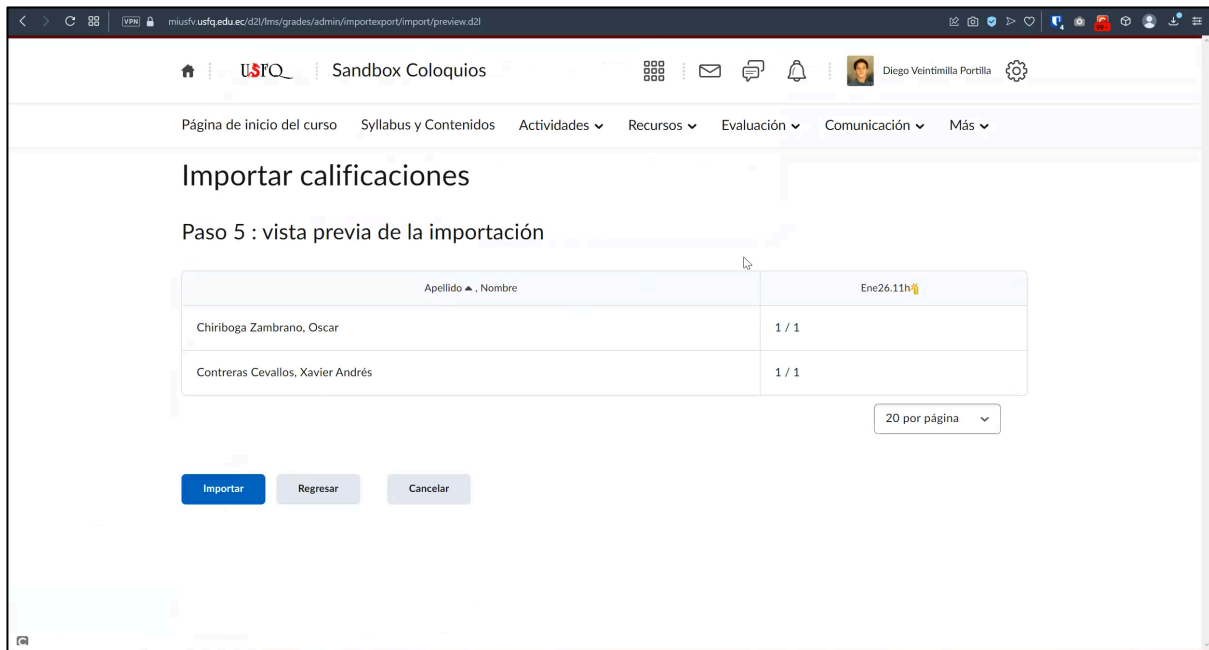 VPN miusfv.usfq.edu.ec/d2l/lms/grades/admin/importexport/import/preview.d2l
USFQ Sandbox Coloquios Diego Veintimilla Portilla
Página de inicio del curso Syllabus y Contenidos Actividades Recursos Evaluación Comunicación Más
Importar calificaciones
Paso 5 : vista previa de la importación
Apellido , Nombre Ene26.11h
Chiriboga Zambrano, Oscar 1 / 1
Contreras Cevallos, Xavier Andrés 1 / 1
20 por página
Importar Regresar Cancelar